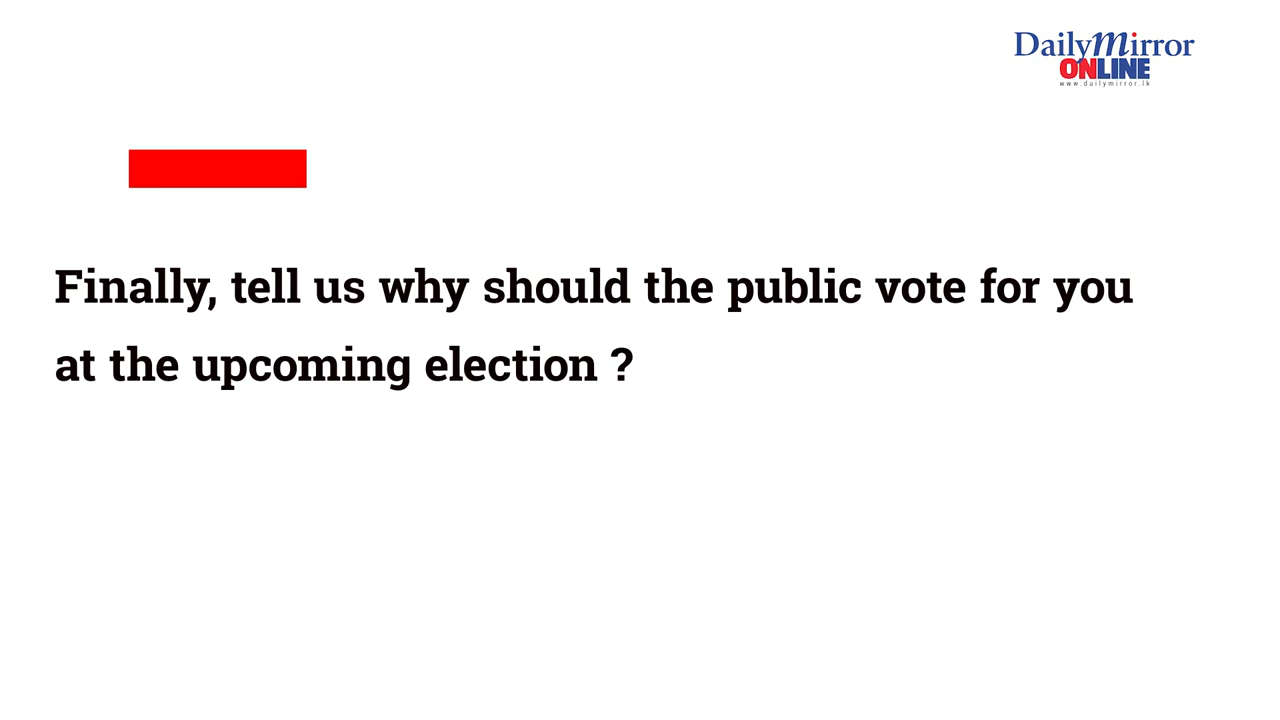 DailyMirror
ONLINE
www.dailymirror.lk
Finally, tell us why should the public vote for you
at the upcoming election ?